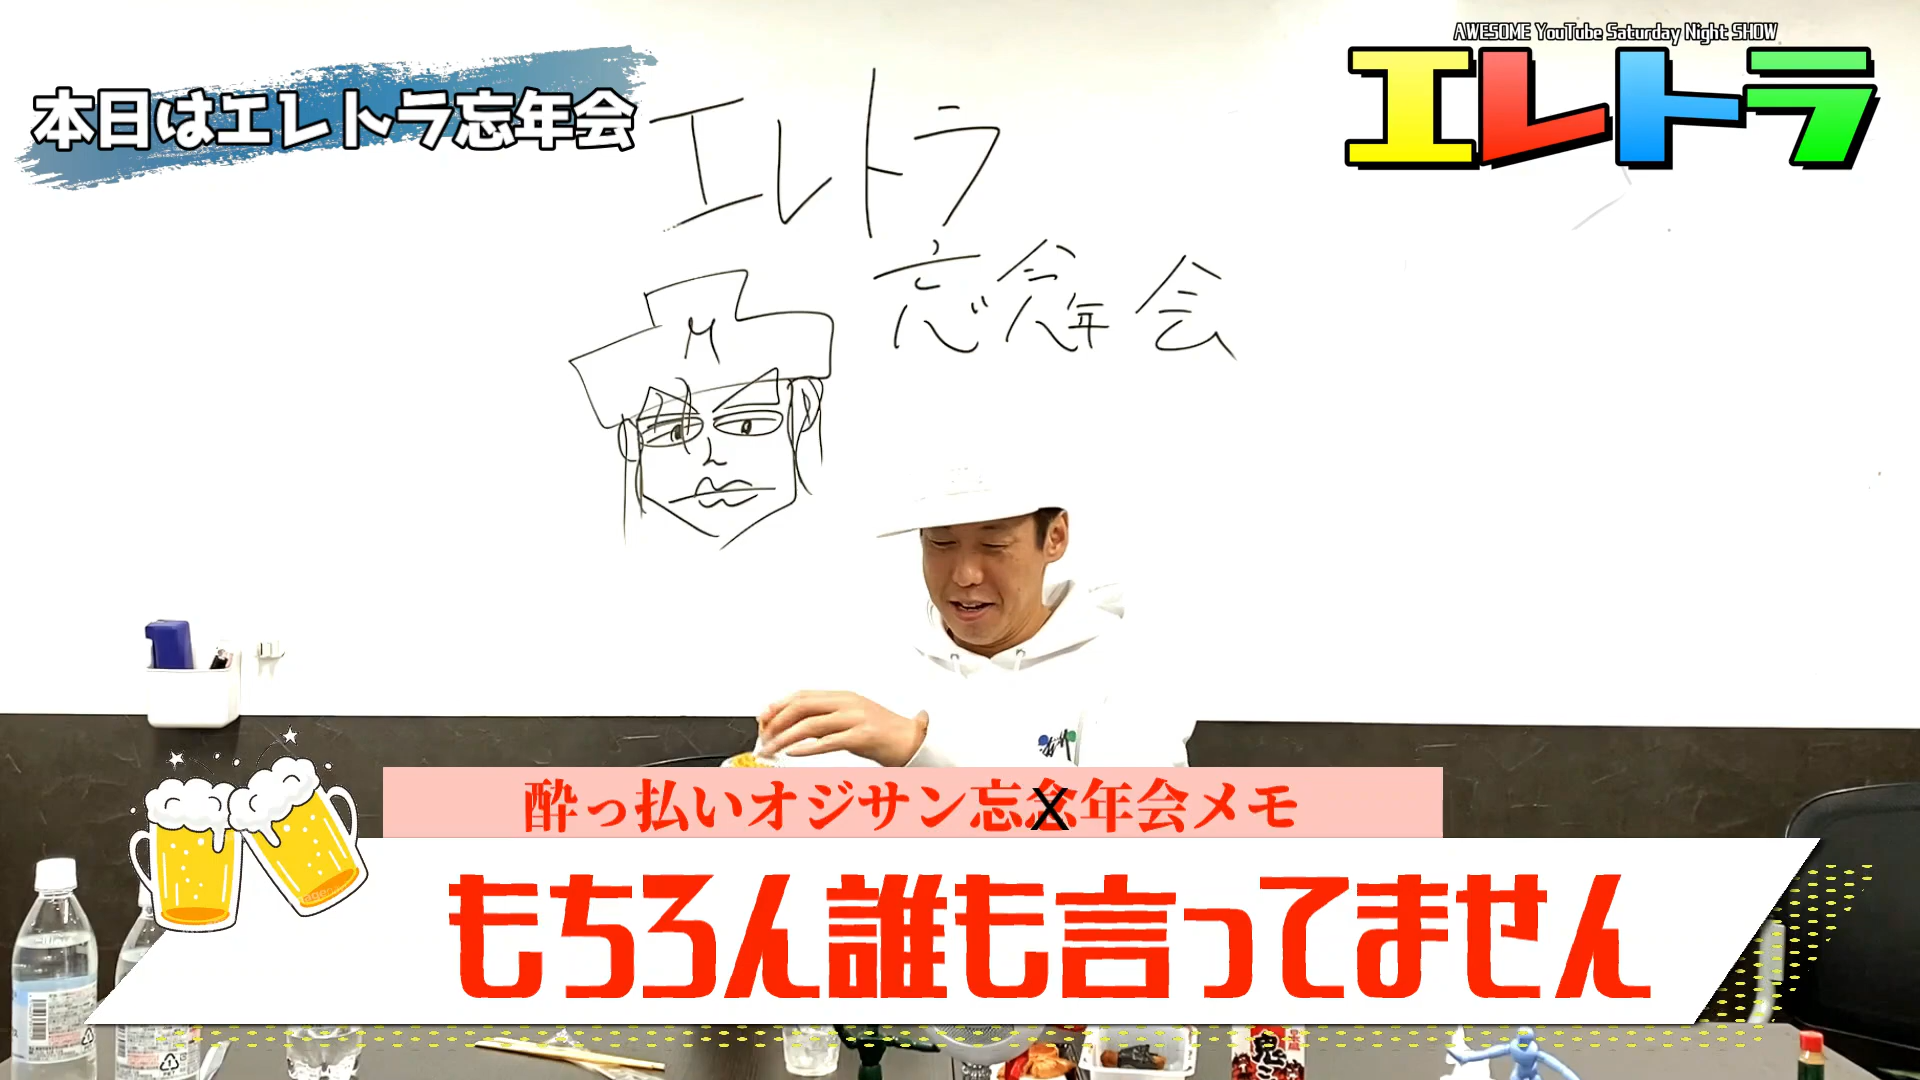 AWESOME YouTube Saturday Night SHOW
エレトラ
本日はエレトラ忘年会
エレトラ
忘念年会
M
酔っ払いオジサン忘念年会メモ
もちろん誰も言ってません